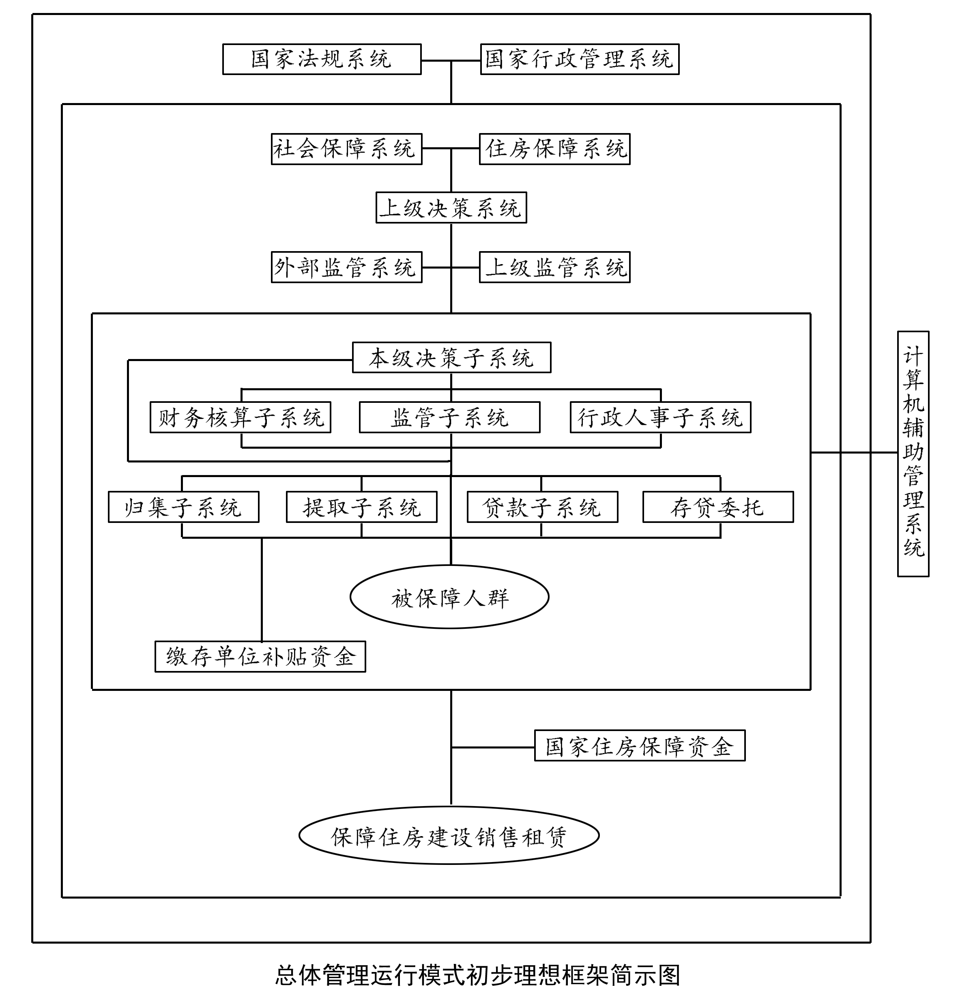 国家法规系统
国家行政管理系统
社会保障系统
住房保障系统
上级决策系统
外部监管系统
上级监管系统
本级决策子系统
财务核算子系统
监管子系统
行政人事子系统
归集子系统
提取子系统
贷款子系统
存贷委托
被保障人群
缴存单位补贴资金
国家住房保障资金
保障住房建设销售租赁
计算机辅助管理系统
总体管理运行模式初步理想框架简示图